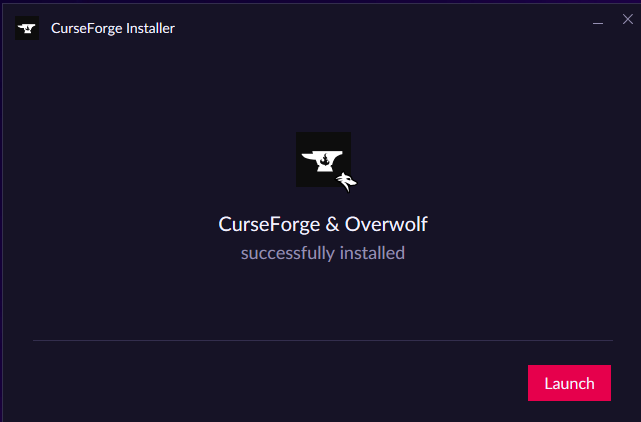 CurseForge Installer
CurseForge & Overwolf
successfully installed
Launch